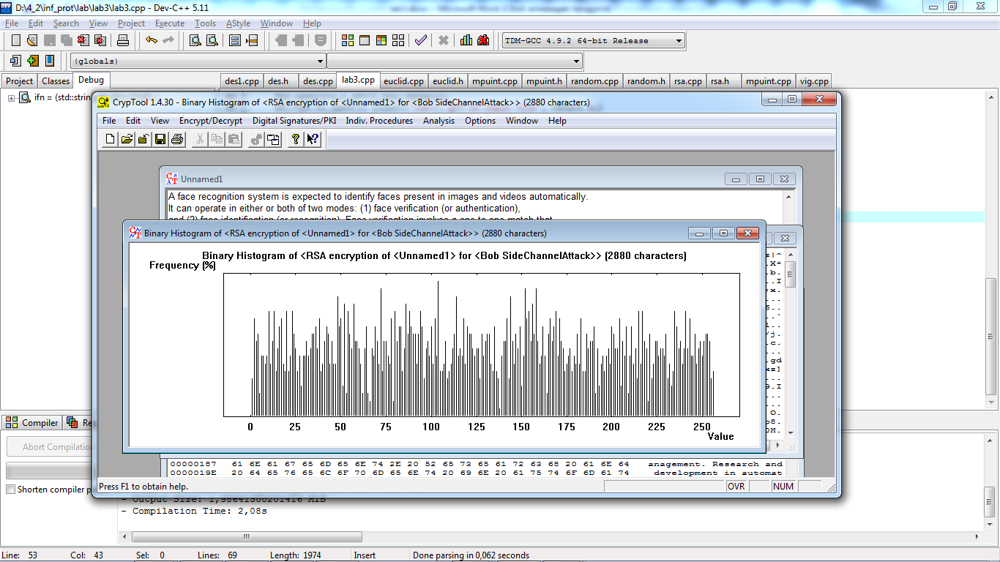 D:\4_2\inf_prot\lab\lab3\lab3.cpp - Dev-C++ 5.11
File Edit Search View Project Execute Tools AStyle Window Help
TDM-GCC 4.9.2 64-bit Release
(globals)
Project Classes Debug
des1.cpp des.h des.cpp lab3.cpp euclid.cpp euclid.h mpuint.cpp mpuint.h random.cpp random.h rsa.cpp rsa.h mpuint.cpp vig.cpp
ifn = (std::strin
CrypTool 1.4.30 - Binary Histogram of <RSA encryption of <Unnamed1> for <Bob SideChannelAttack>> (2880 characters)
File Edit View Encrypt/Decrypt Digital Signatures/PKI Indiv. Procedures Analysis Options Window Help
Unnamed1
A face recognition system is expected to identify faces present in images and videos automatically.
It can operate in either or both of two modes: (1) face verification (or authentication),
and (2) face identification (or recognition). Face verification involves a one-to-one match that
Binary Histogram of <RSA encryption of <Unnamed1> for <Bob SideChannelAttack>> (2880 characters)
Binary Histogram of <RSA encryption of <Unnamed1> for <Bob SideChannelAttack>> (2880 characters)
Frequency (%)
0 25 50 75 100 125 150 175 200 225 250
Value
00000187 61 6E 61 67 65 6D 65 6E 74 2E 20 52 65 73 65 61 72 63 68 20 61 6E 64 anagement. Research and
0000019E 20 64 65 76 65 6C 6F 70 6D 65 6E 74 20 69 6E 20 61 75 74 6F 6D 61 74 development in automat
Press F1 to obtain help.
OVR NUM
Compiler Re
Abort Compilation
Shorten compiler p
- Output Size: 1,98641300201416 MiB
- Compilation Time: 2,08s
Line: 53 Col: 43 Sel: 0 Lines: 69 Length: 1974 Insert Done parsing in 0,062 seconds